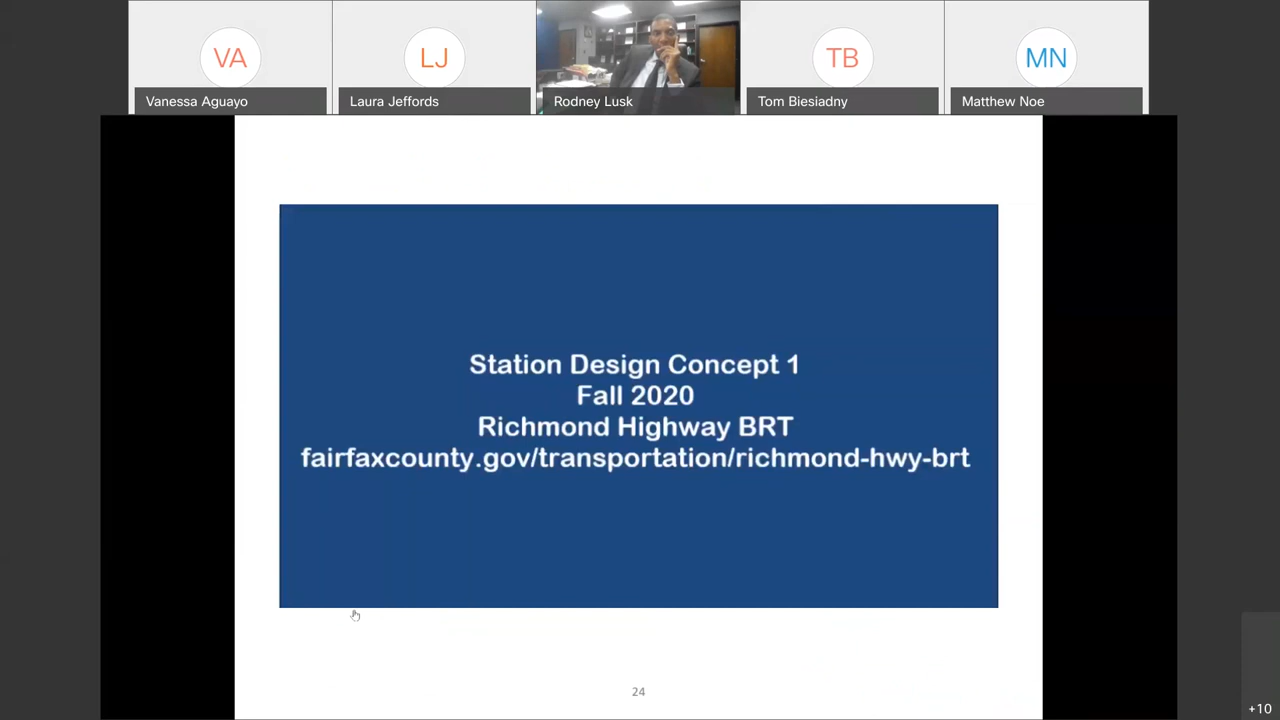 VA
LJ
TB
MN
Vanessa Aguayo
Laura Jeffords
Rodney Lusk
Tom Biesiadny
Matthew Noe
Station Design Concept 1
Fall 2020
Richmond Highway BRT
fairfaxcounty.gov/transportation/richmond-hwy-brt
24
+10